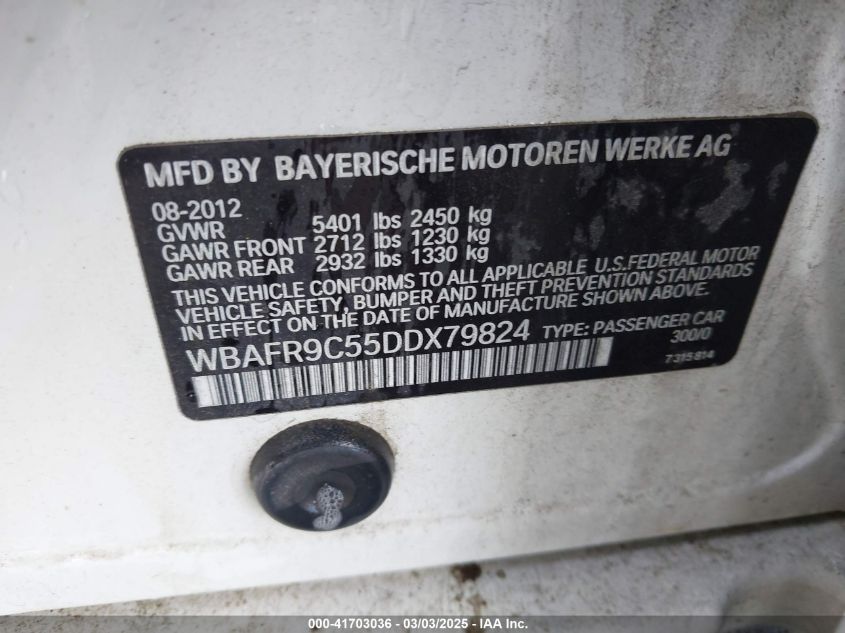 MFD BY BAYERISCHE MOTOREN WERKE AG
08-2012
GVWR 5401 lbs 2450 kg
GAWR FRONT 2712 lbs 1230 kg
GAWR REAR 2932 lbs 1330 kg
THIS VEHICLE CONFORMS TO ALL APPLICABLE U.S.FEDERAL MOTOR
VEHICLE SAFETY, BUMPER AND THEFT PREVENTION STANDARDS
IN EFFECT ON THE DATE OF MANUFACTURE SHOWN ABOVE.
WBAFR9C55DDX79824 TYPE: PASSENGER CAR
300/0
7315814
000-41703036 - 03/03/2025 - IAA Inc.